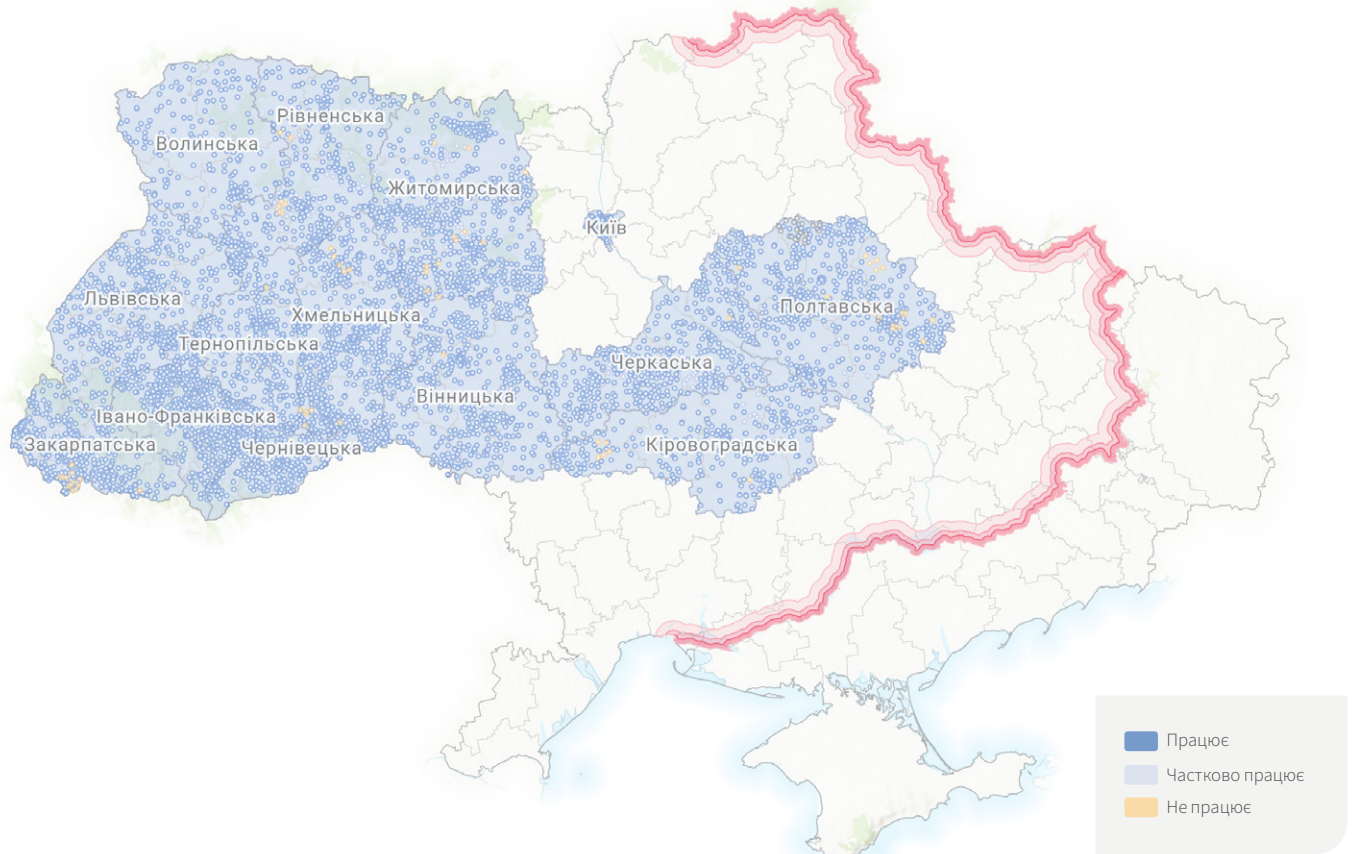 Рівненська
Волинська
Житомирська
Київ
Львівська
Полтавська
Хмельницька
Тернопільська
Черкаська
Вінницька
Івано-Франківська
Закарпатська
Чернівецька
Кіровоградська
Працює
Частково працює
Не працює